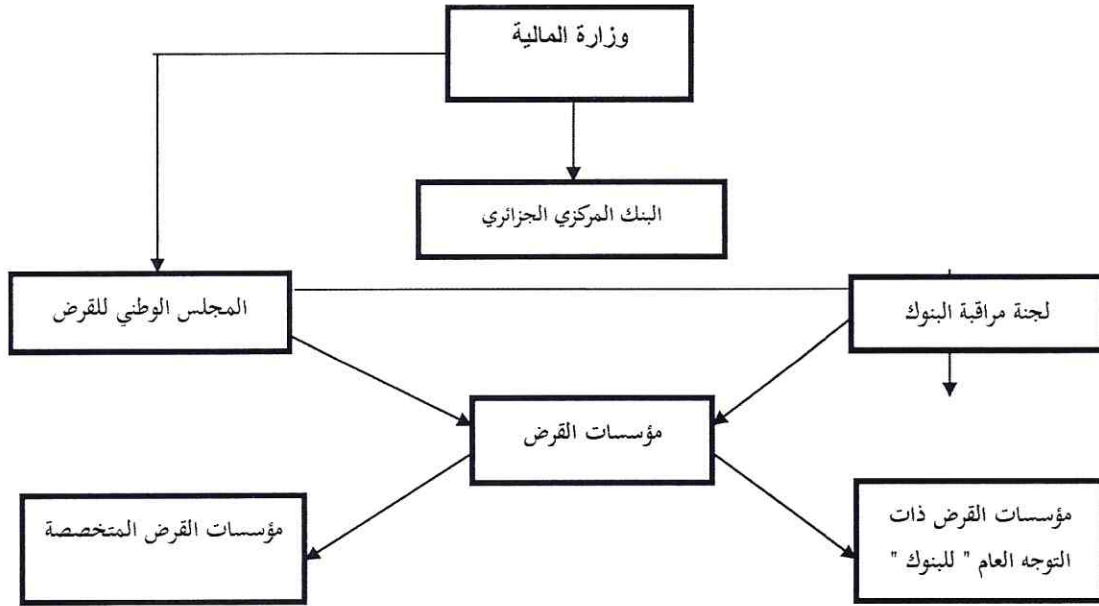 وزارة المالية
البنك المركزي الجزائري
المجلس الوطني للقرض
لجنة مراقبة البنوك
مؤسسات القرض
مؤسسات القرض المتخصصة
مؤسسات القرض ذات
التوجه العام " للبنوك "